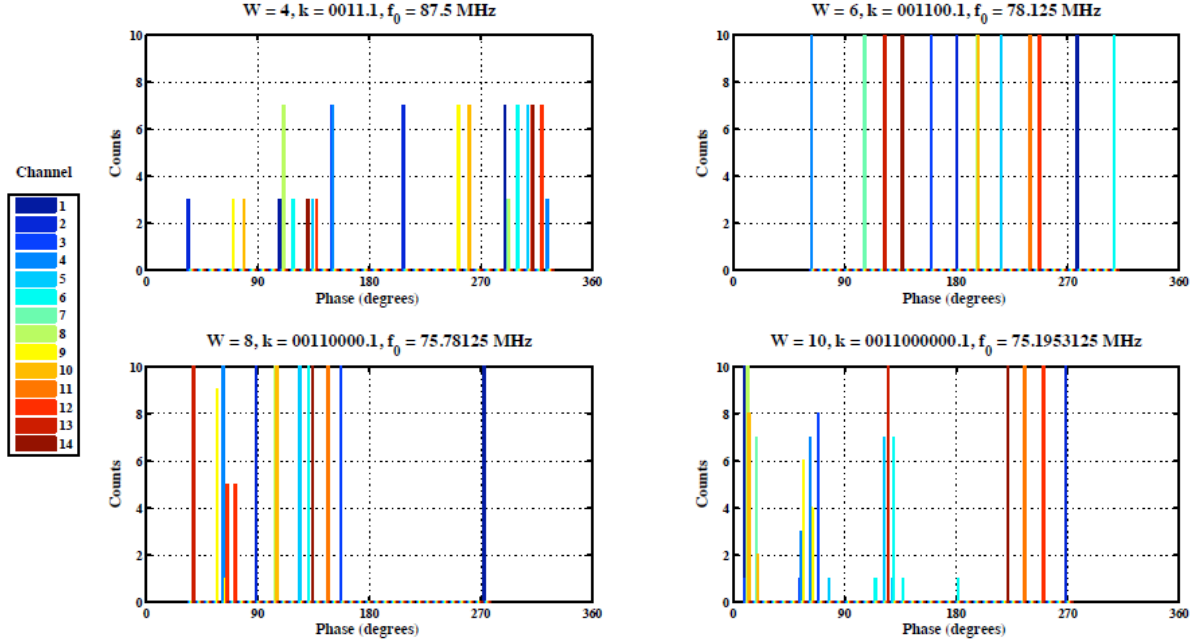 W = 4, k = 0011.1, f0 = 87.5 MHz
10
8
6
4
2
0
Counts
0 90 180 270 360
Phase (degrees)
W = 6, k = 001100.1, f0 = 78.125 MHz
10
8
6
4
2
0
Counts
0 90 180 270 360
Phase (degrees)
Channel
1
2
3
4
5
6
7
8
9
10
11
12
13
14
W = 8, k = 00110000.1, f0 = 75.78125 MHz
10
8
6
4
2
0
Counts
0 90 180 270 360
Phase (degrees)
W = 10, k = 0011000000.1, f0 = 75.1953125 MHz
10
8
6
4
2
0
Counts
0 90 180 270 360
Phase (degrees)